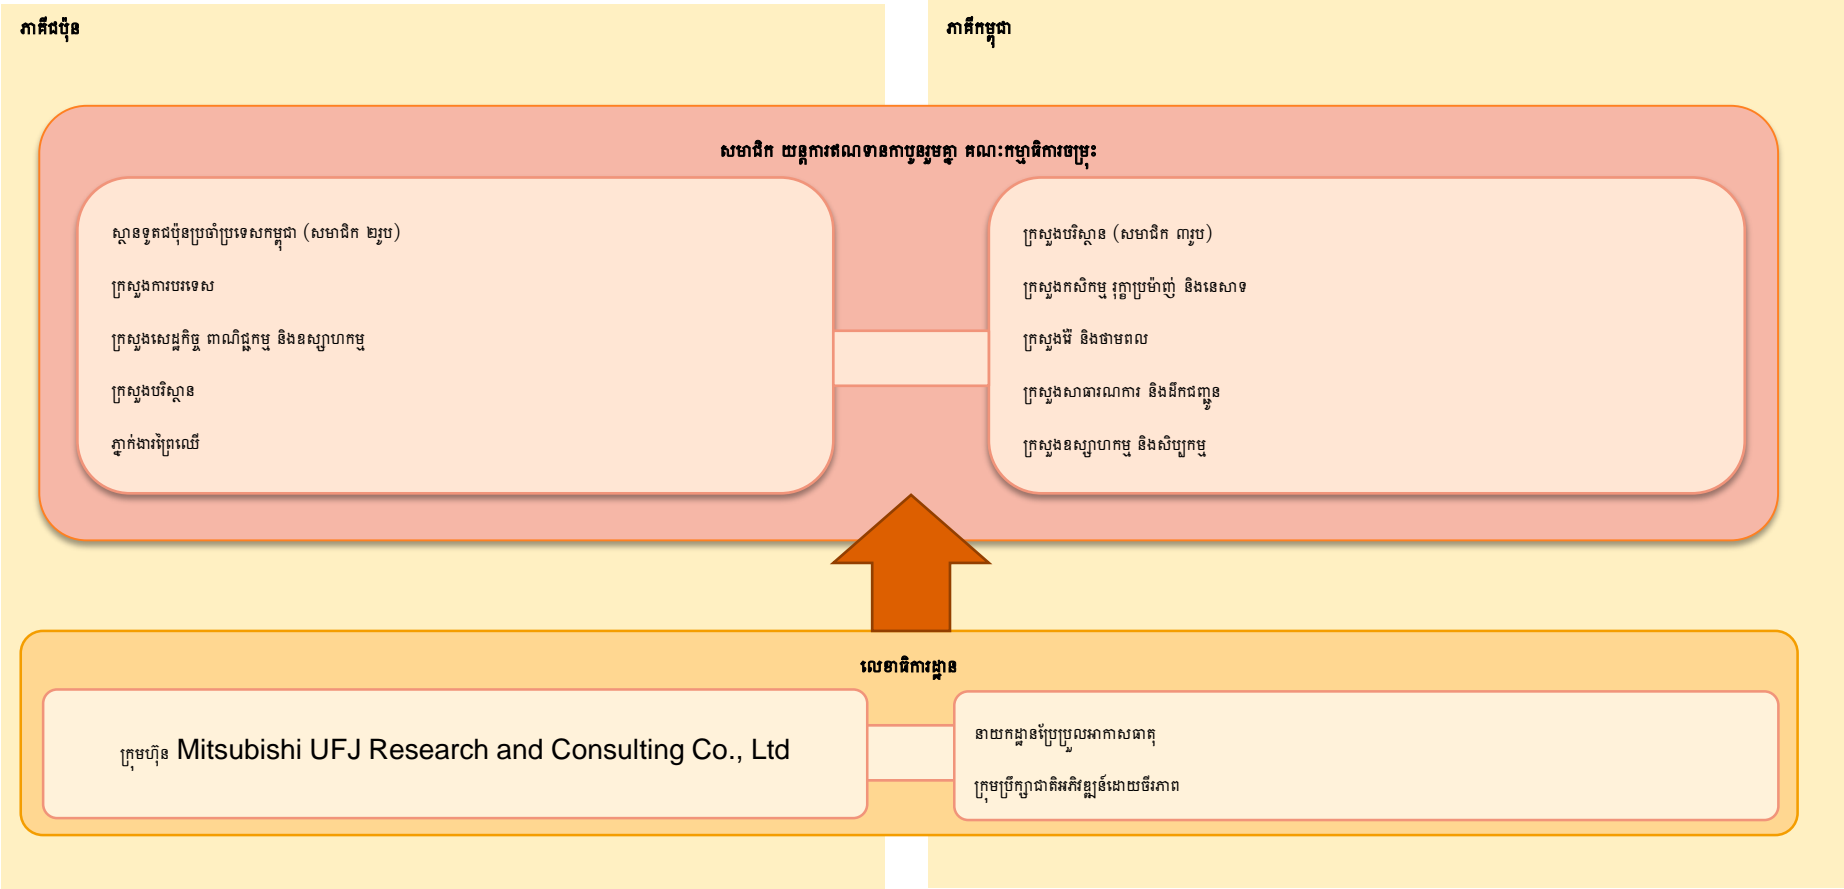 ភាគីជប៉ុន
ភាគីកម្ពុជា
សមាជិក យន្តការឥណទានកាបូនរួមគ្នា គណៈកម្មាធិការចម្រុះ
ស្ថានទូតជប៉ុនប្រចាំប្រទេសកម្ពុជា (សមាជិក ២រូប)
ក្រសួងការបរទេស
ក្រសួងសេដ្ឋកិច្ច ពាណិជ្ជកម្ម និងឧស្សាហកម្ម
ក្រសួងបរិស្ថាន
ភ្នាក់ងារព្រៃឈើ
ក្រសួងបរិស្ថាន (សមាជិក ៣រូប)
ក្រសួងកសិកម្ម រុក្ខាប្រម៉ាញ់ និងនេសាទ
ក្រសួងរ៉ែ និងថាមពល
ក្រសួងសាធារណការ និងដឹកជញ្ជូន
ក្រសួងឧស្សាហកម្ម និងសិប្បកម្ម
លេខាធិការដ្ឋាន
ក្រុមហ៊ុន Mitsubishi UFJ Research and Consulting Co., Ltd
នាយកដ្ឋានប្រែប្រួលអាកាសធាតុ
ក្រុមប្រឹក្សាជាតិអភិវឌ្ឍន៍ដោយចីរភាព